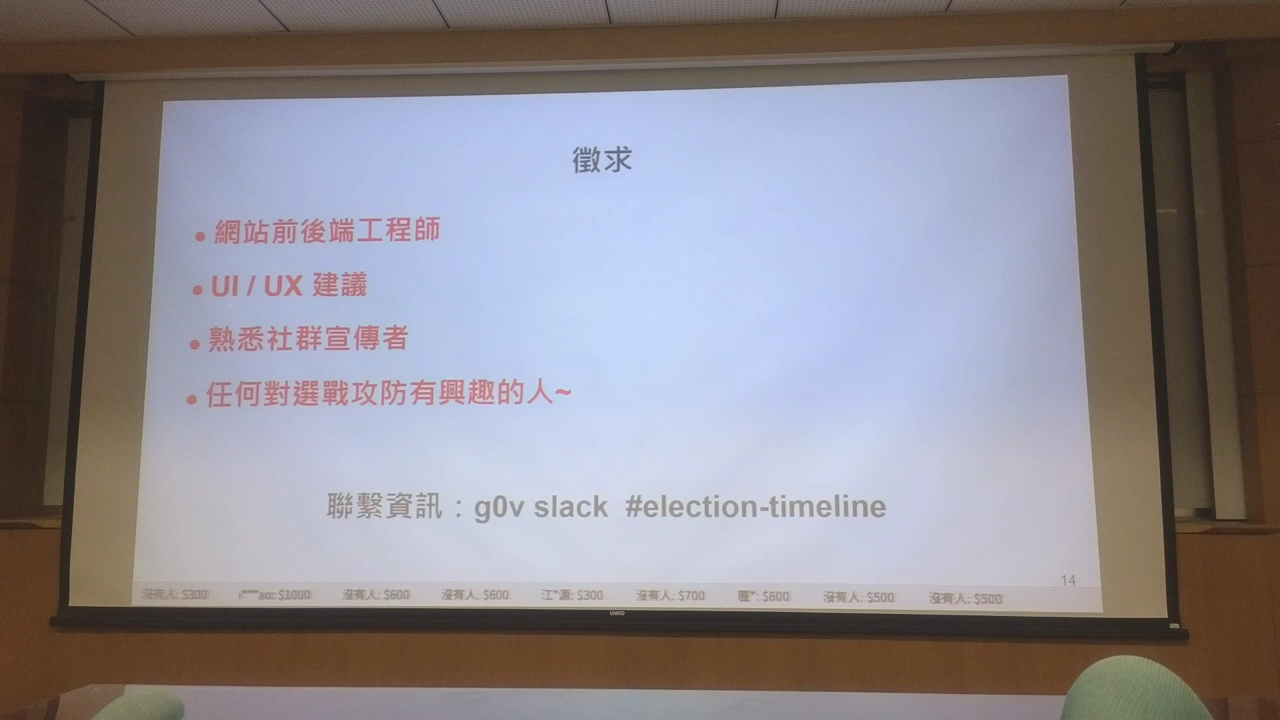 徵求
● 網站前後端工程師
● UI / UX 建議
● 熟悉社群宣傳者
● 任何對選戰攻防有興趣的人~
聯繫資訊：g0v slack #election-timeline
14
沒有人: $300 $1000 沒有人: $600 沒有人: $600 江*源: $300 沒有人: $700 $600 沒有人: $500 沒有人: $500